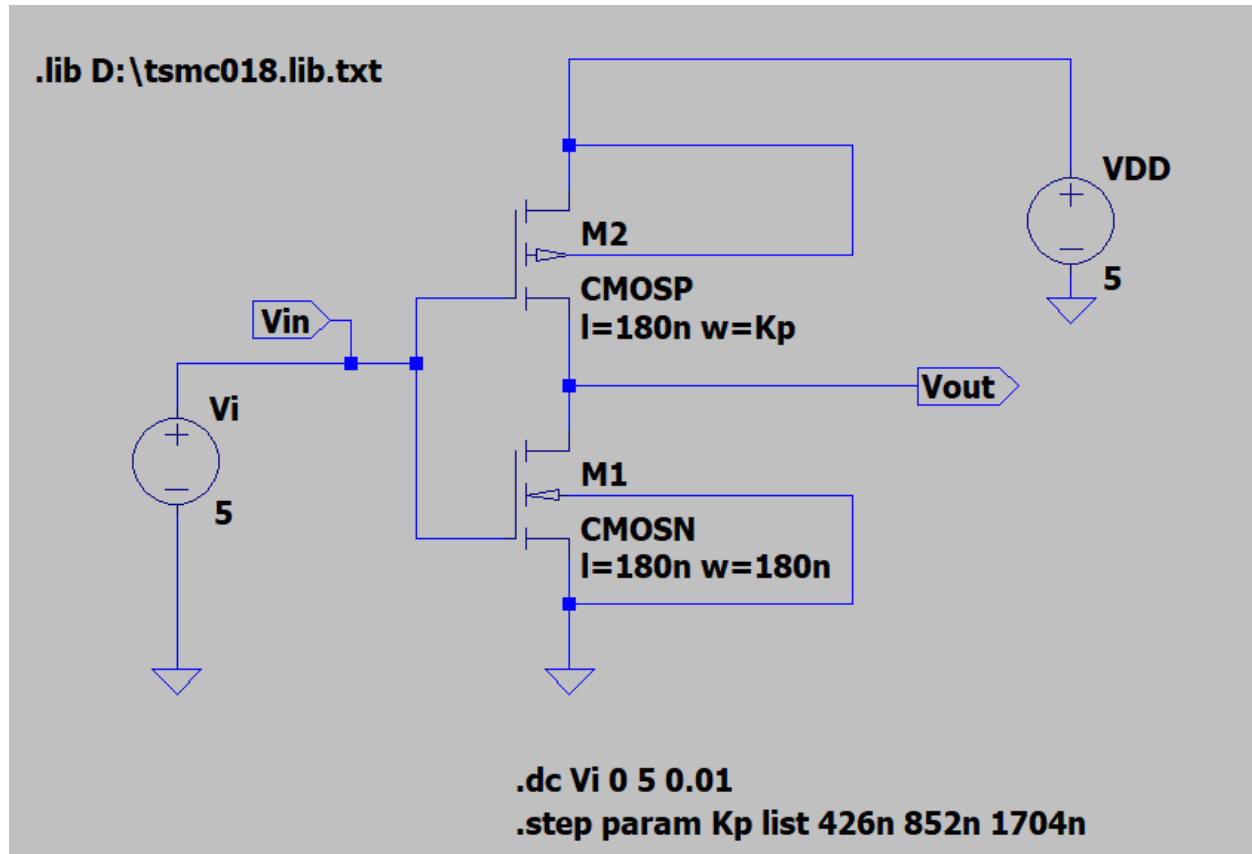 .lib D:\tsmc018.lib.txt
VDD
5
M2
CMOSP
l=180n w=Kp
Vin
Vout
Vi
5
M1
CMOSN
l=180n w=180n
.dc Vi 0 5 0.01
.step param Kp list 426n 852n 1704n